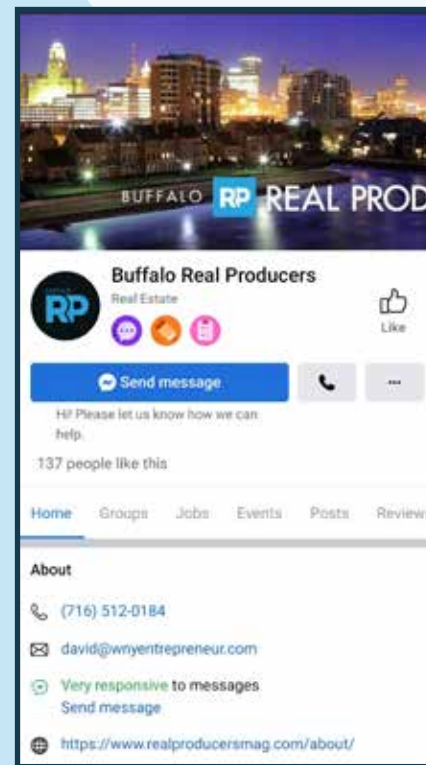 BUFFALO RP REAL PROD
RP
Buffalo Real Producers
Real Estate
Like
Send message
Hi! Please let us know how we can
help.
137 people like this
Home Groups Jobs Events Posts Reviews
About
(716) 512-0184
david@wnyentrepreneur.com
Very responsive to messages
Send message
https://www.realproducersmag.com/about/